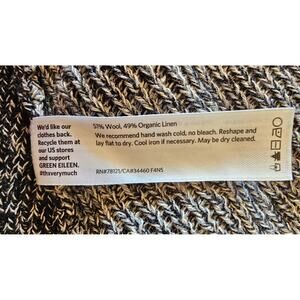 We'd like our
clothes back.
Recycle them at
our US stores
and support
GREEN EILEEN.
#thxverymuch
51% Wool, 49% Organic Linen
We recommend hand wash cold, no bleach. Reshape and
lay flat to dry. Cool iron if necessary. May be dry cleaned.
RN#78121/CA#34460 F4NS